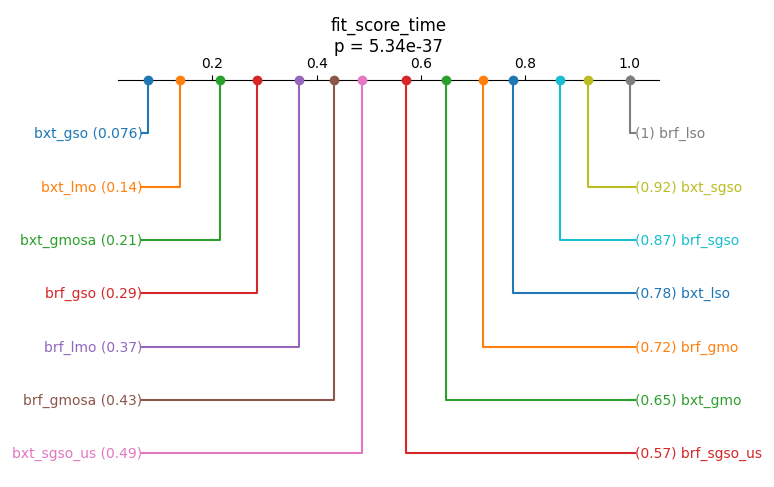 fit_score_time
p = 5.34e-37
0.2 0.4 0.6 0.8 1.0
bxt_gso (0.076) (1) brf_lso
bxt_lmo (0.14) (0.92) bxt_sgso
bxt_gmosa (0.21) (0.87) brf_sgso
brf_gso (0.29) (0.78) bxt_lso
brf_lmo (0.37) (0.72) brf_gmo
brf_gmosa (0.43) (0.65) bxt_gmo
bxt_sgso_us (0.49) (0.57) brf_sgso_us